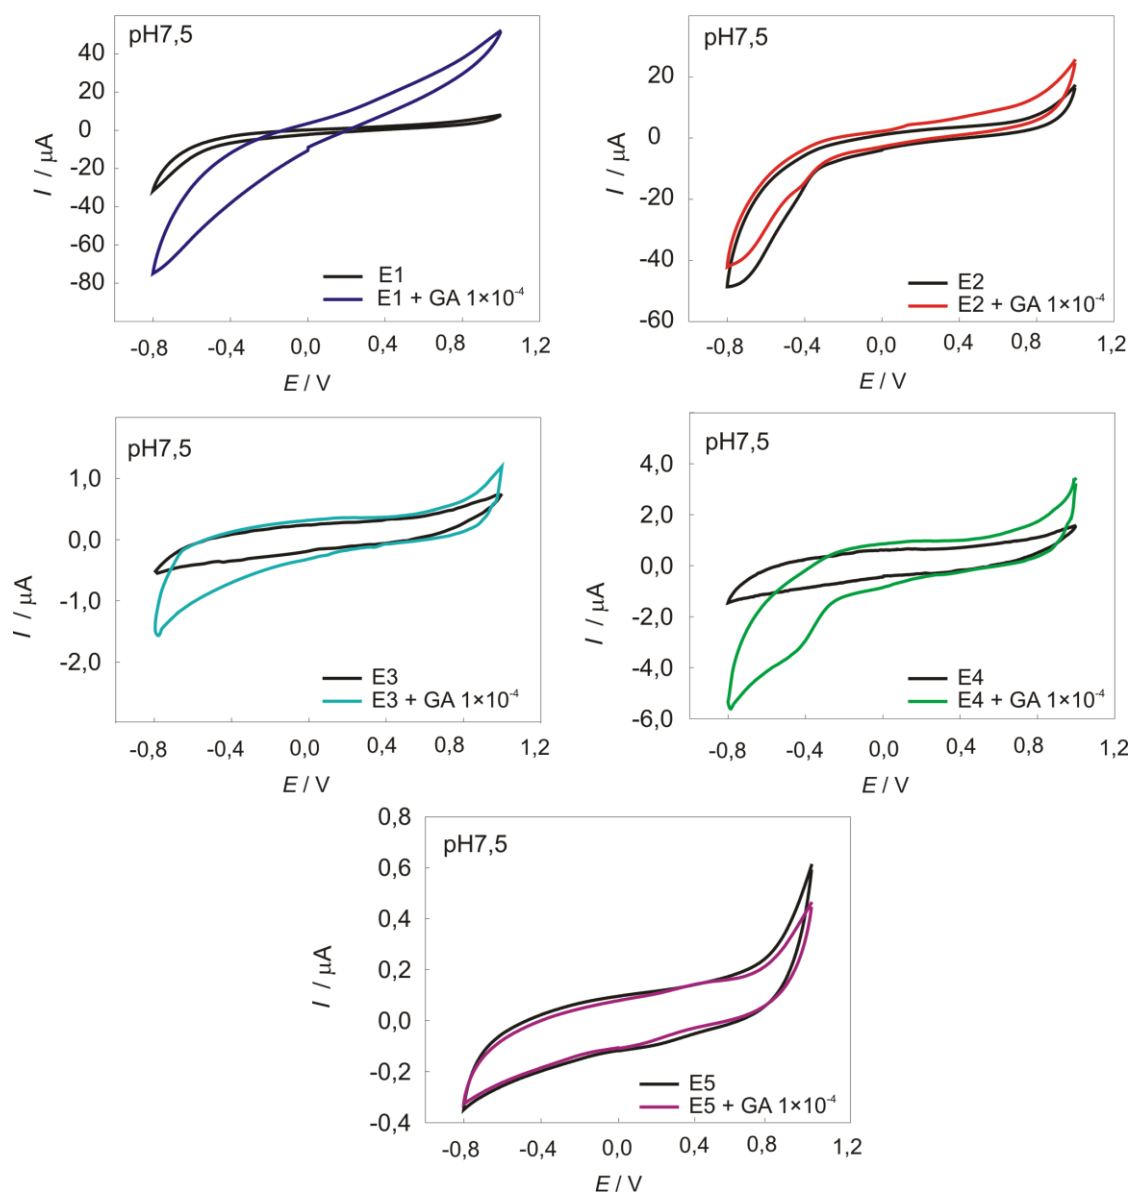 pH7,5
40
20
0
-20
-40
-60
-80
I / µA
E1
E1 + GA 1×10-4
-0,8
-0,4
0,0
0,4
0,8
1,2
E / V
pH7,5
20
0
-20
-40
-60
I / µA
E2
E2 + GA 1×10-4
-0,8
-0,4
0,0
0,4
0,8
1,2
E / V
pH7,5
1,0
0,0
-1,0
-2,0
I / µA
E3
E3 + GA 1×10-4
-0,8
-0,4
0,0
0,4
0,8
1,2
E / V
pH7,5
4,0
2,0
0,0
-2,0
-4,0
-6,0
I / µA
E4
E4 + GA 1×10-4
-0,8
-0,4
0,0
0,4
0,8
1,2
E / V
pH7,5
0,8
0,6
0,4
0,2
0,0
-0,2
-0,4
I / µA
E5
E5 + GA 1×10-4
-0,8
-0,4
0,0
0,4
0,8
1,2
E / V